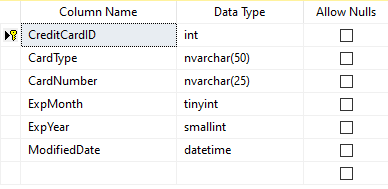 Column Name Data Type Allow Nulls
CreditCardID int
CardType nvarchar(50)
CardNumber nvarchar(25)
ExpMonth tinyint
ExpYear smallint
ModifiedDate datetime